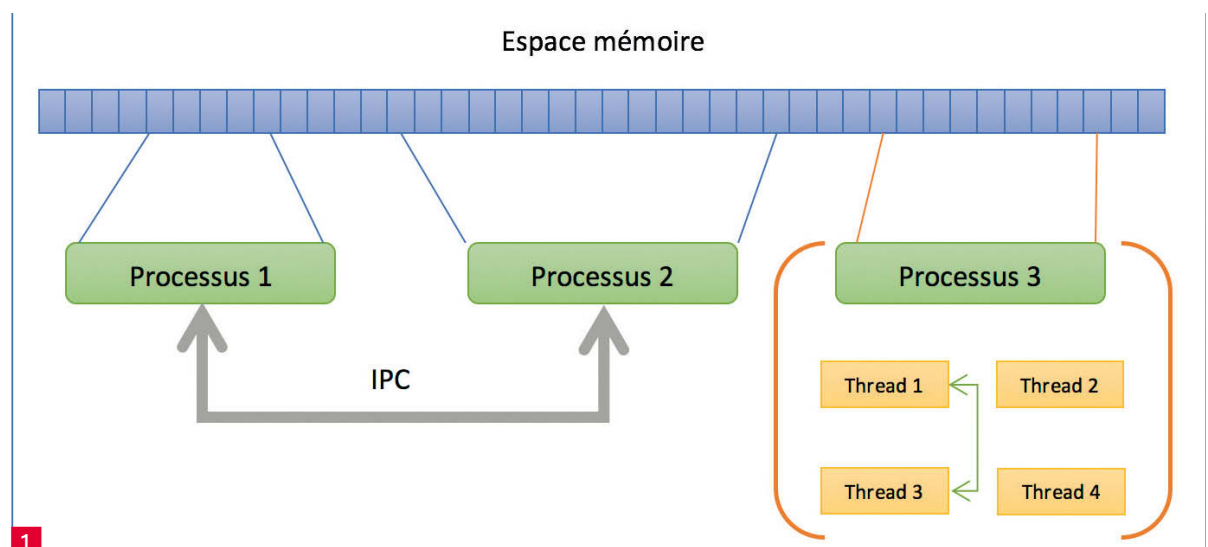 Espace mémoire
Processus 1
Processus 2
Processus 3
IPC
Thread 1
Thread 2
Thread 3
Thread 4
1